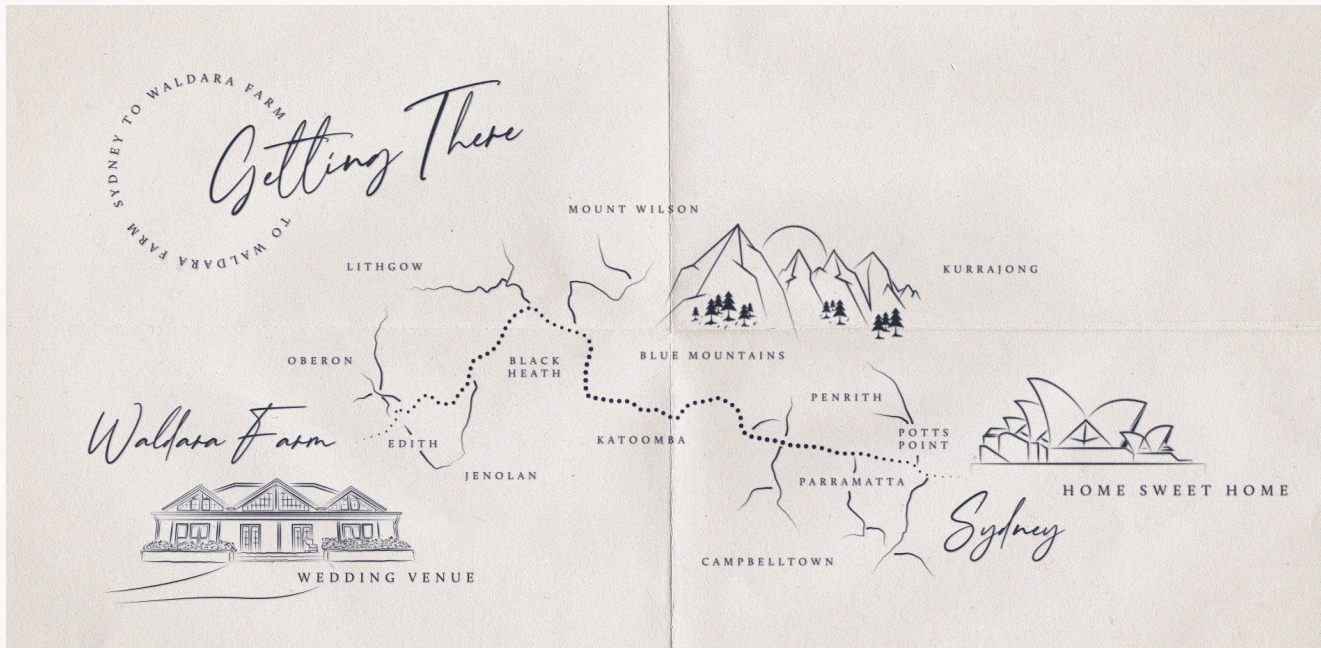 SYDNEY TO WALDARA FARM
TO WALDARA FARM
Getting There
MOUNT WILSON
LITHGOW
KURRAJONG
OBERON
BLACK
HEATH
BLUE MOUNTAINS
PENRITH
Waldara Farm
EDITH
KATOOMBA
POTTS
POINT
JENOLAN
PARRAMATTA
HOME SWEET HOME
Sydney
CAMPBELLTOWN
WEDDING VENUE